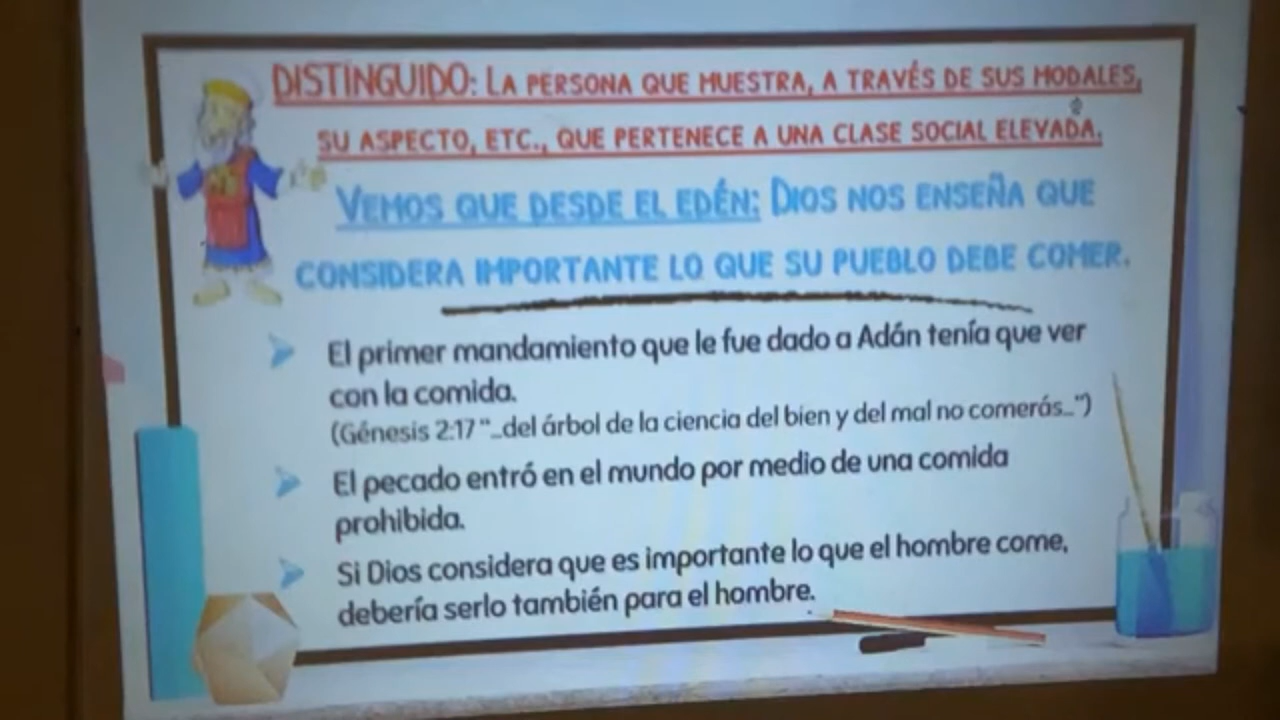 DISTINGUIDO: LA PERSONA QUE MUESTRA, A TRAVÉS DE SUS MODALES,
SU ASPECTO, ETC., QUE PERTENECE A UNA CLASE SOCIAL ELEVADA.
VEMOS QUE DESDE EL EDÉN: DIOS NOS ENSEÑA QUE
CONSIDERA IMPORTANTE LO QUE SU PUEBLO DEBE COMER.
El primer mandamiento que le fue dado a Adán tenía que ver
con la comida.
(Génesis 2:17 “...del árbol de la ciencia del bien y del mal no comerás...”)
El pecado entró en el mundo por medio de una comida
prohibida.
Si Dios considera que es importante lo que el hombre come,
debería serlo también para el hombre.